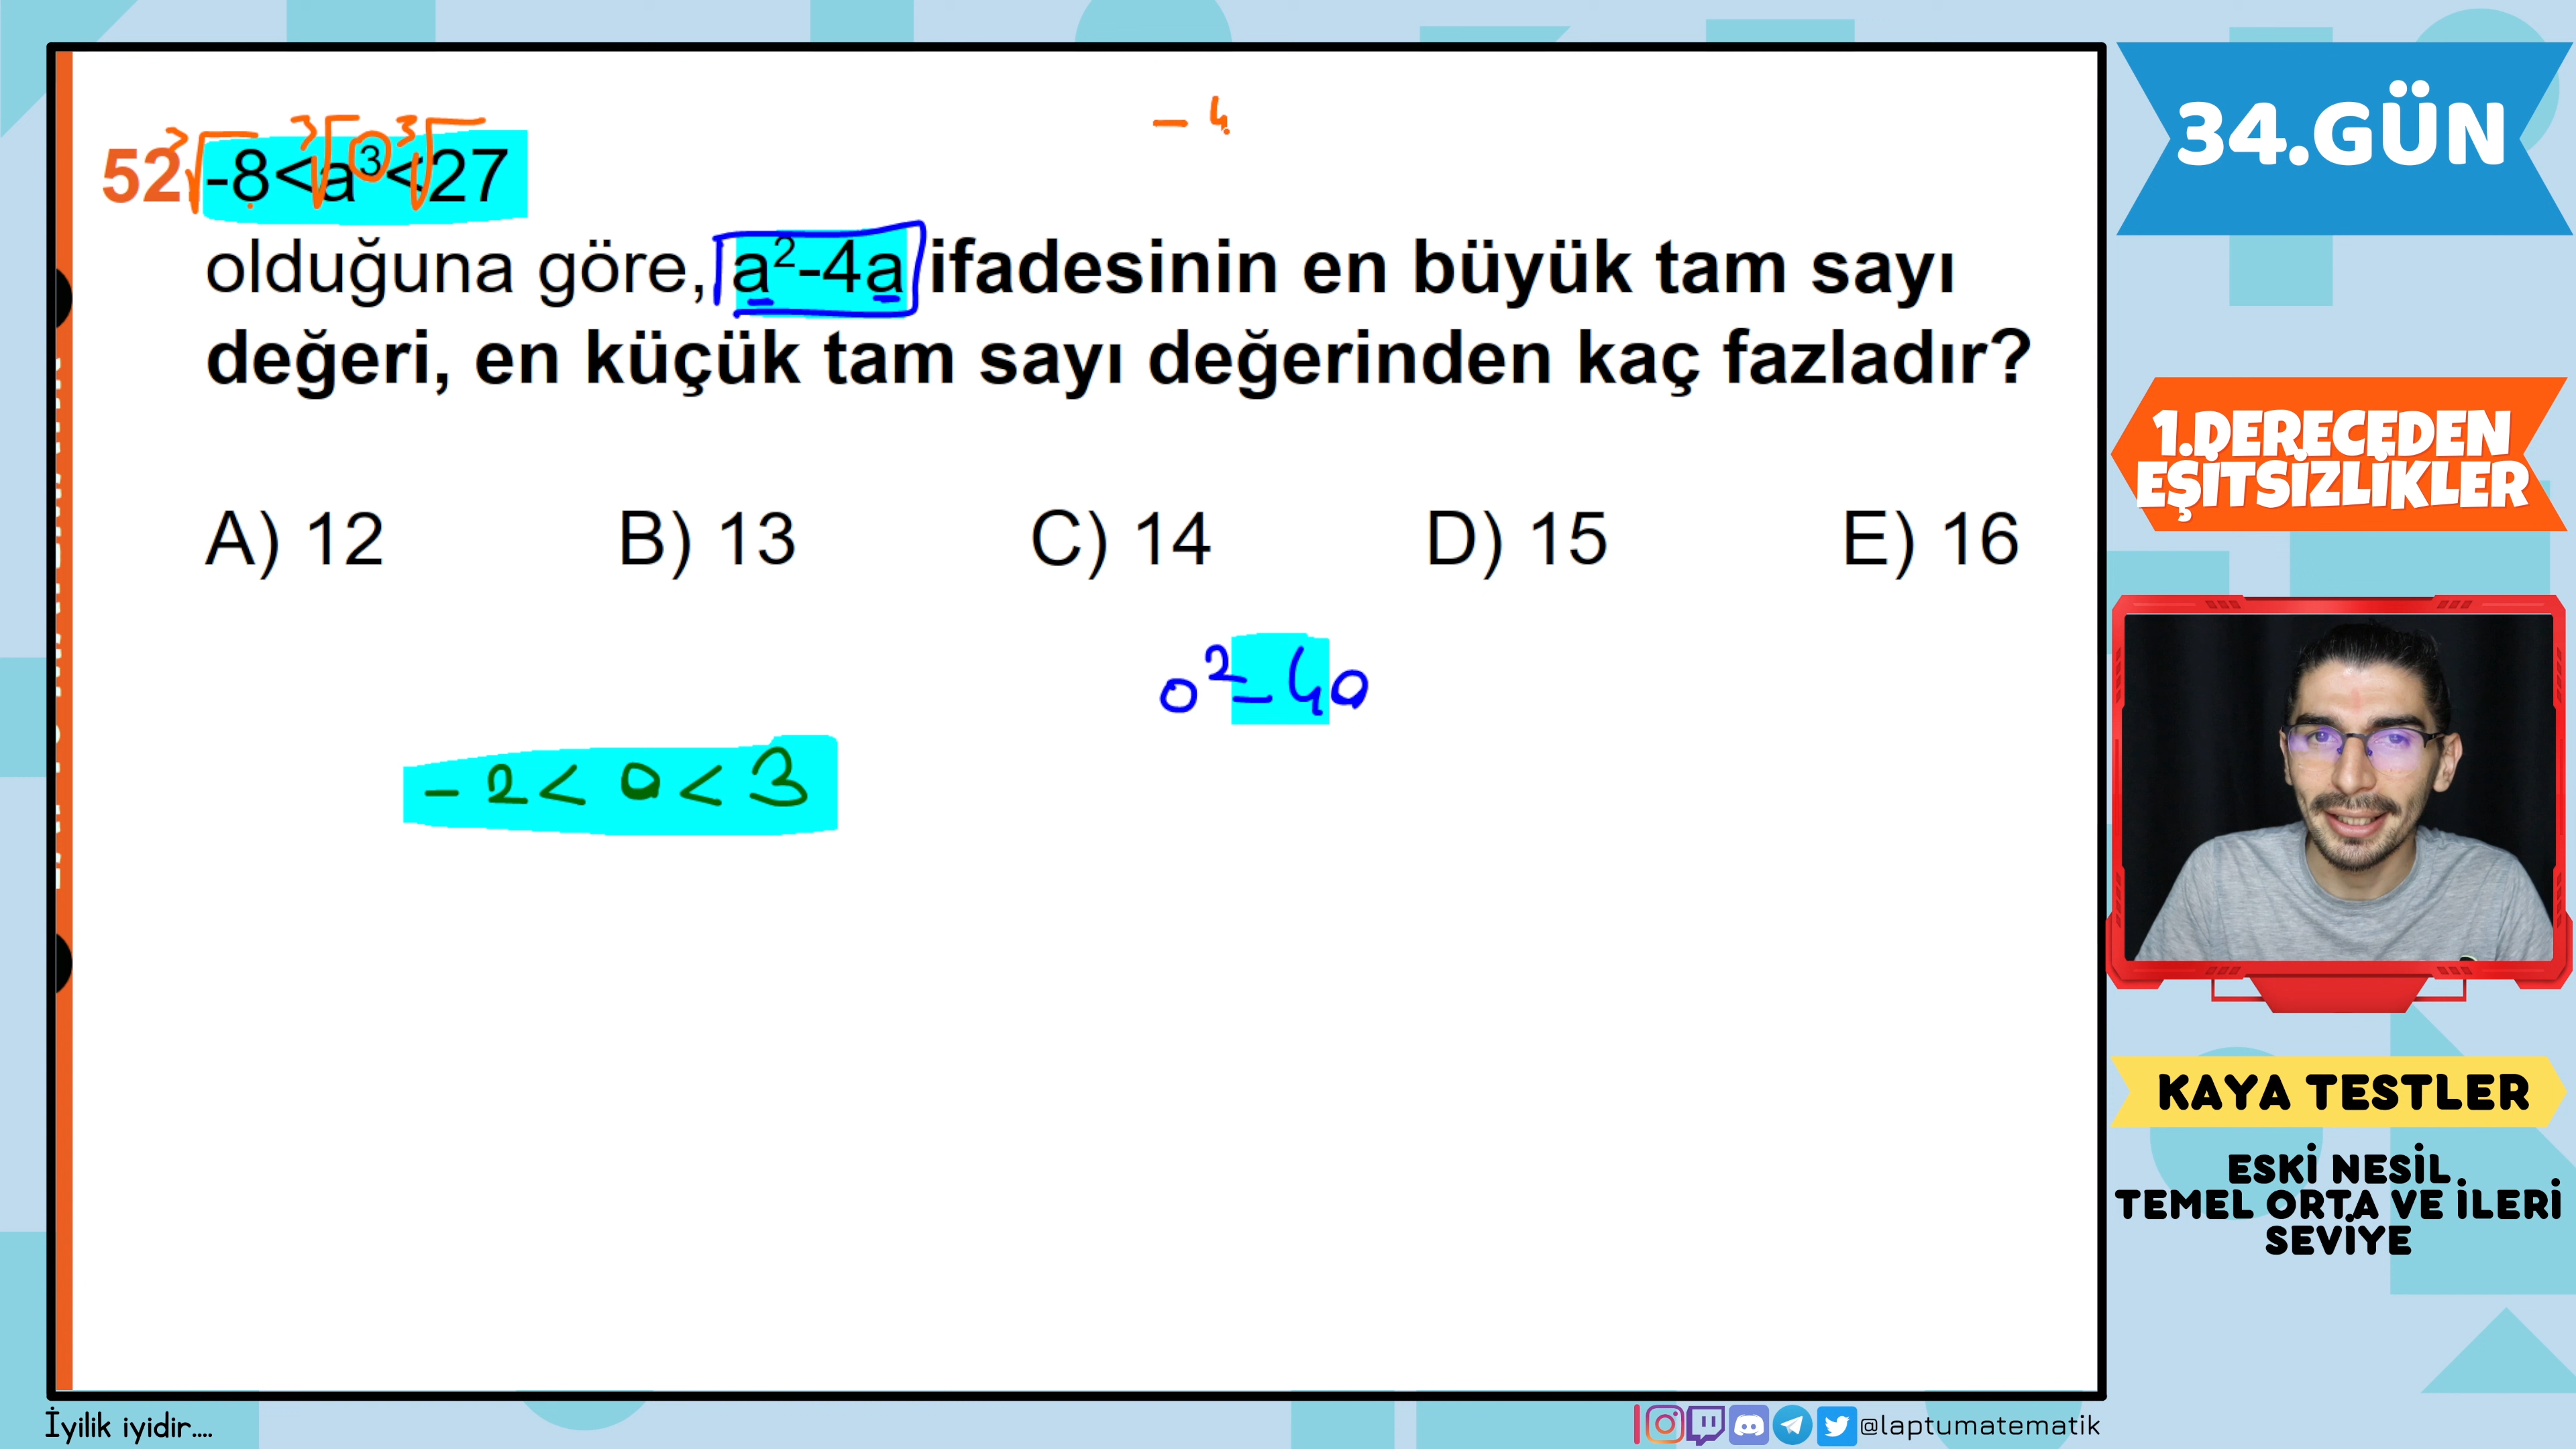 34.GÜN
- 4
52 ∛-8<∛a³<∛27
olduğuna göre, a²-4a ifadesinin en büyük tam sayı
değeri, en küçük tam sayı değerinden kaç fazladır?
A) 12 B) 13 C) 14 D) 15 E) 16
a² - 4a
- 2 < a < 3
1.DERECEDEN
EŞİTSİZLİKLER
KAYA TESTLER
ESKİ NESİL
TEMEL ORTA VE İLERİ
SEVİYE
İyilik iyidir....
@laptumatematik